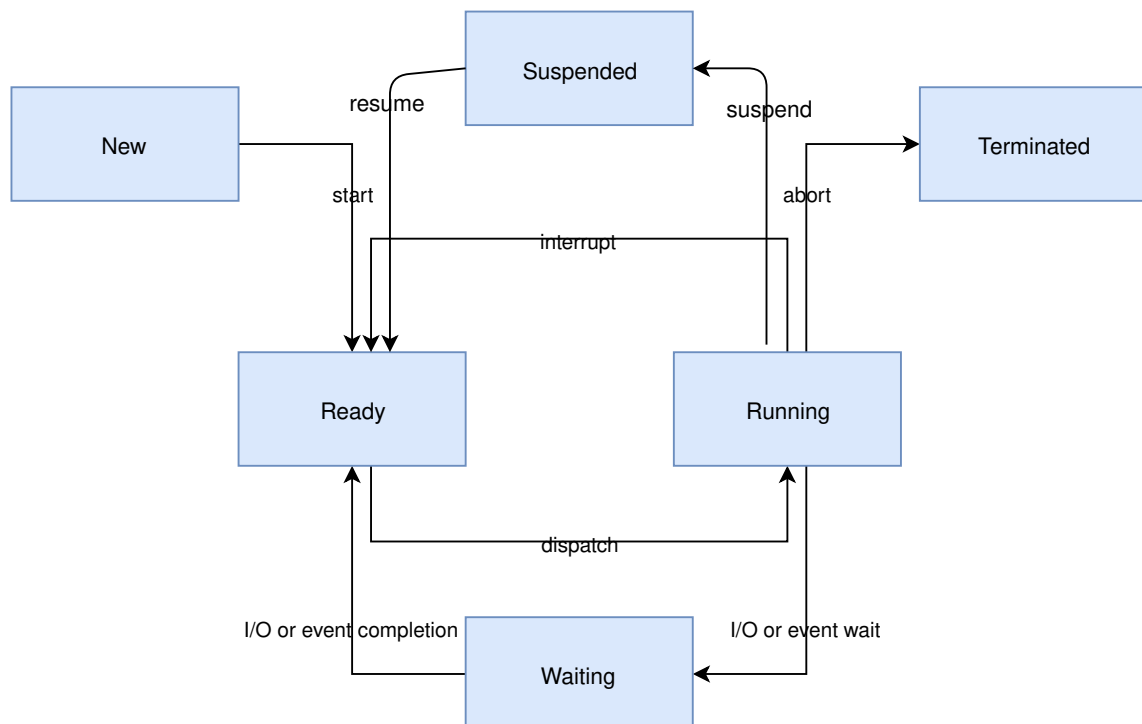 Suspended
resume
suspend
New
Terminated
start
abort
interrupt
Ready
Running
dispatch
I/O or event completion
I/O or event wait
Waiting